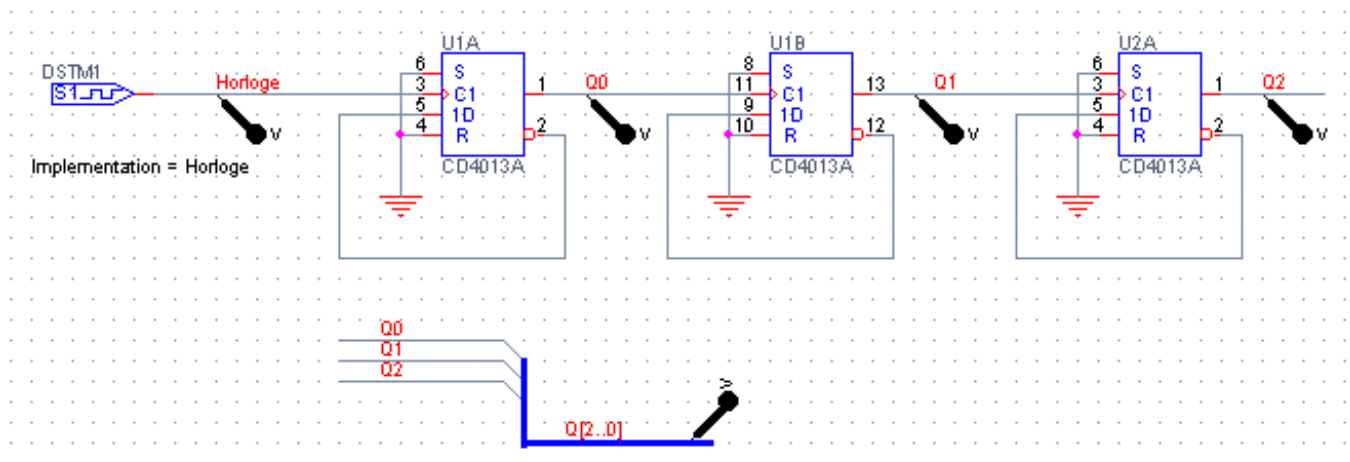 U1A
U1B
U2A
DSTM1
S1
Horloge
6
S
3
C1
1
Q0
5
1D
4
R
2
CD4013A
8
S
11
C1
13
Q1
9
1D
10
R
12
CD4013A
6
S
3
C1
1
Q2
5
1D
4
R
2
CD4013A
V
V
V
V
Implementation = Horloge
Q0
Q1
Q2
V
Q[2..0]